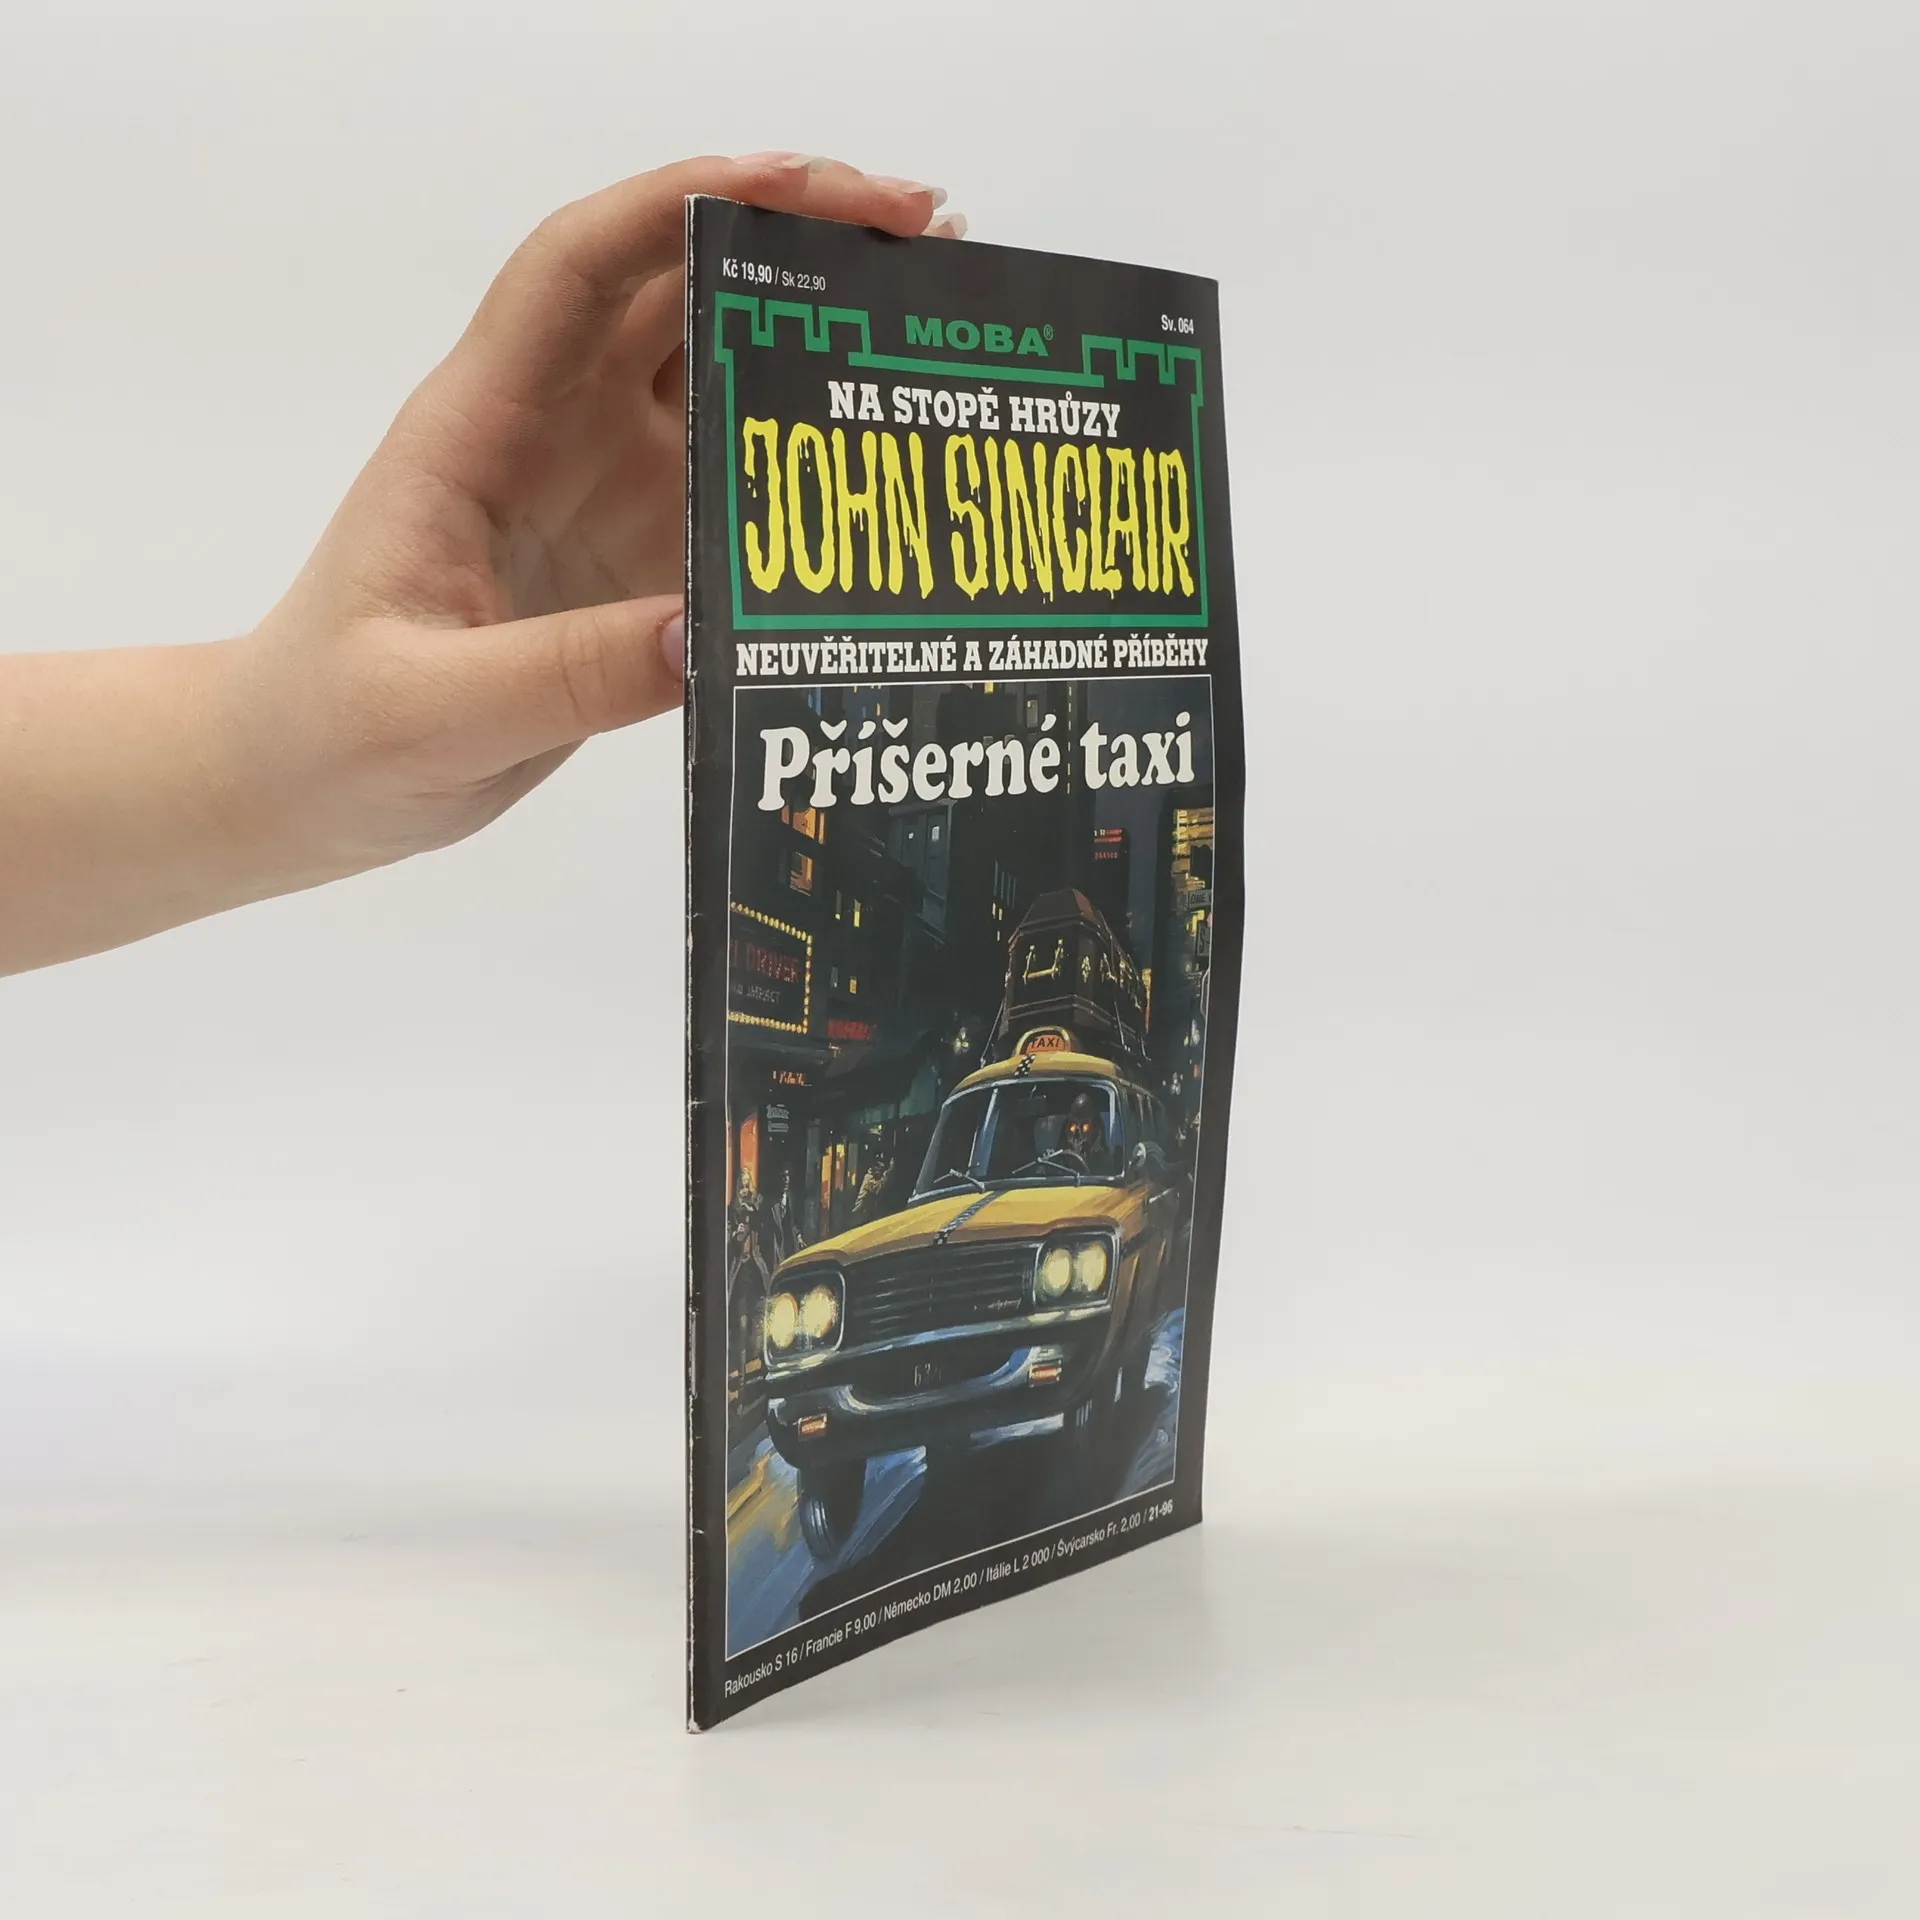 Kč 19,90 / Sk 22,90
Sv. 064
MOBA®
NA STOPĚ HRŮZY
JOHN SINCLAIR
NEUVĚŘITELNÉ A ZÁHADNÉ PŘÍBĚHY
Příšerné taxi
DRIVER
TAXI
Rakousko S 16 / Francie F 9,00 / Německo DM 2,00 / Itálie L 2 000 / Švýcarsko Fr. 2,00 / 21-96